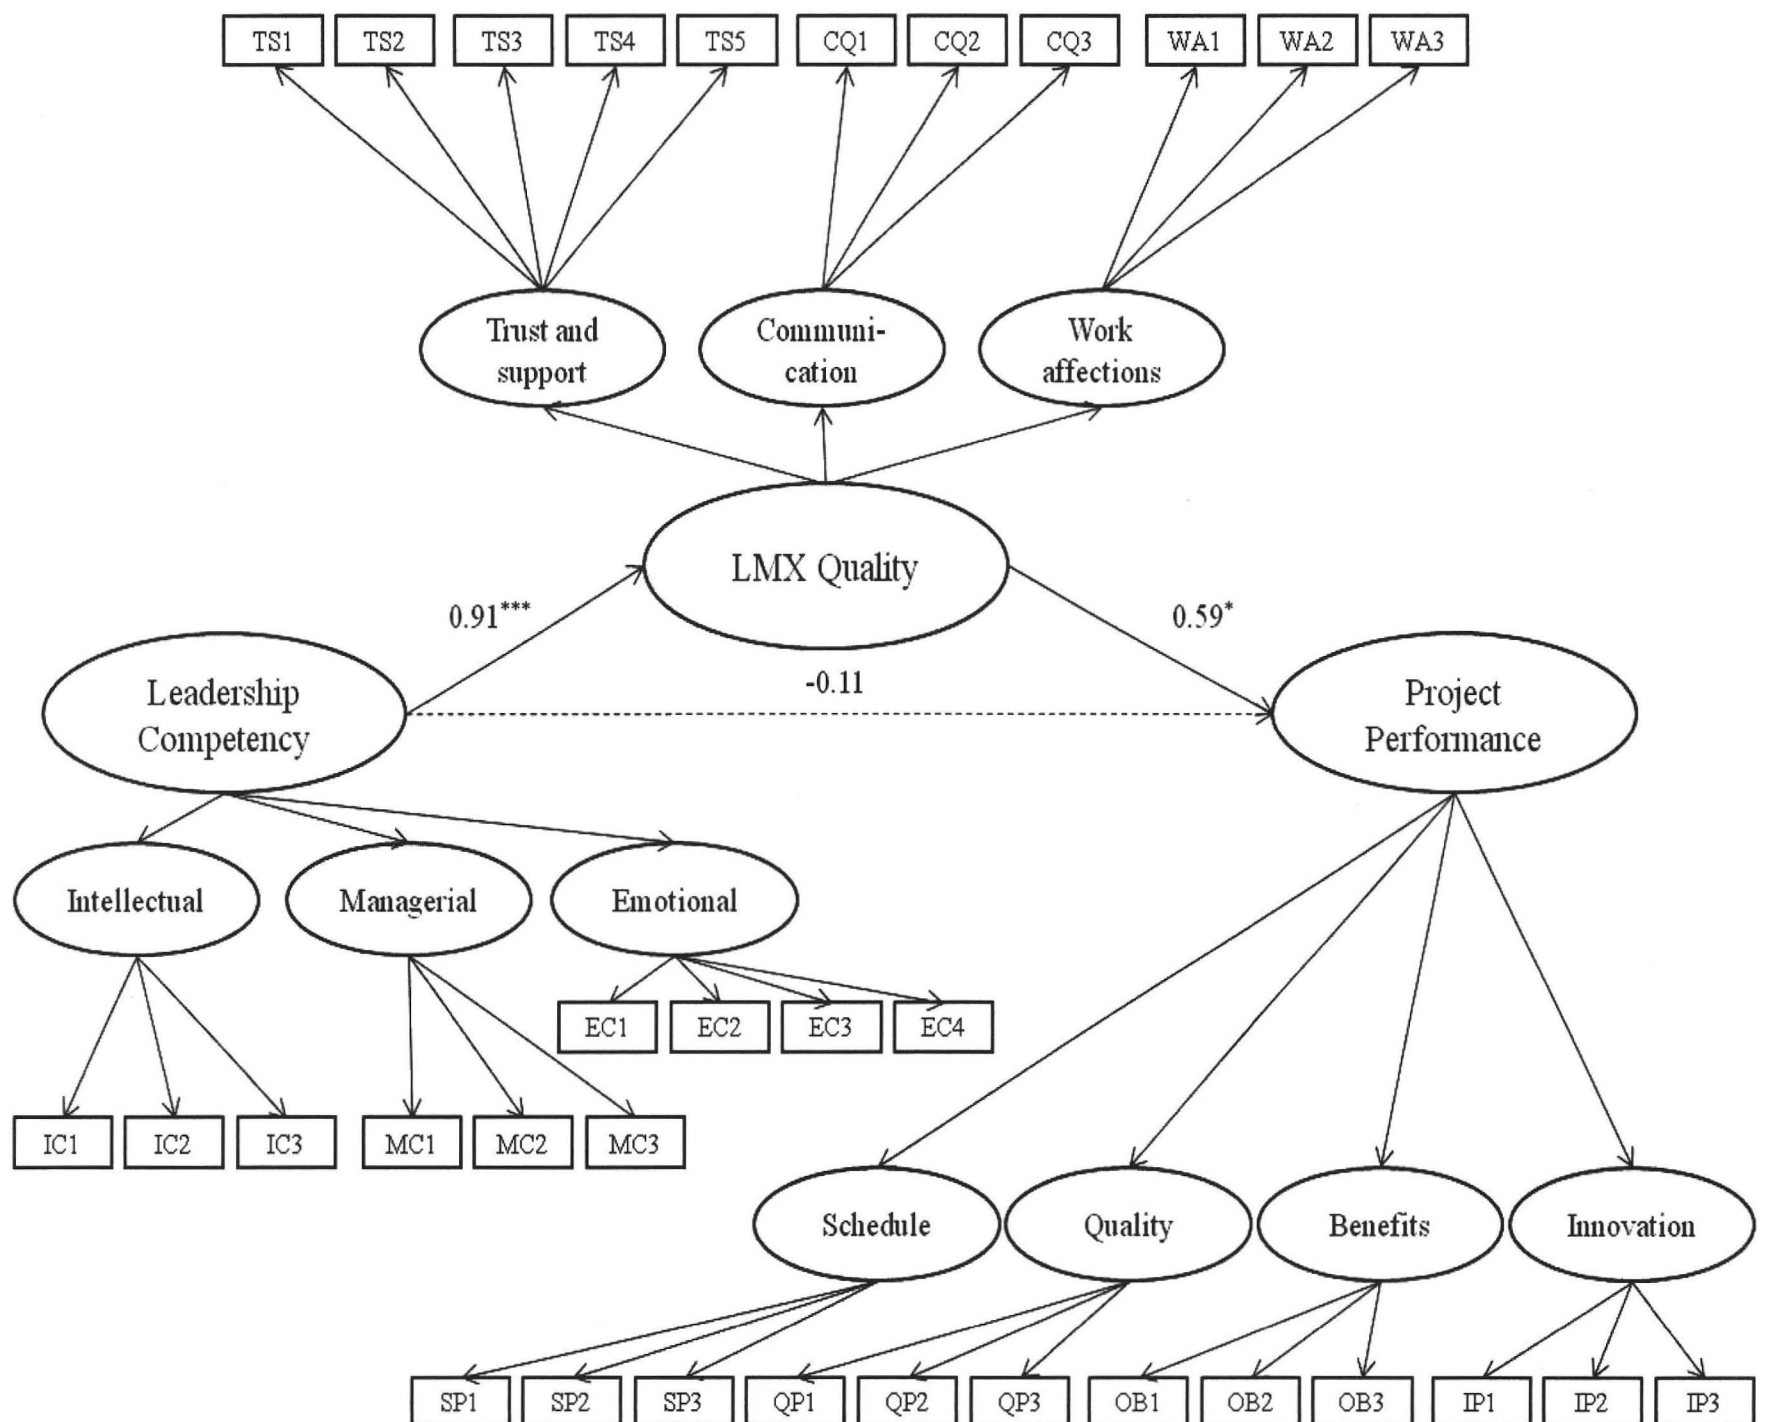 TS1 TS2 TS3 TS4 TS5 CQ1 CQ2 CQ3 WA1 WA2 WA3
Trust and
support
Communi-
cation
Work
affections
LMX Quality
0.91***
0.59*
-0.11
Leadership
Competency
Project
Performance
Intellectual
Managerial
Emotional
EC1 EC2 EC3 EC4
IC1 IC2 IC3 MC1 MC2 MC3
Schedule
Quality
Benefits
Innovation
SP1 SP2 SP3 QP1 QP2 QP3 OB1 OB2 OB3 IP1 IP2 IP3